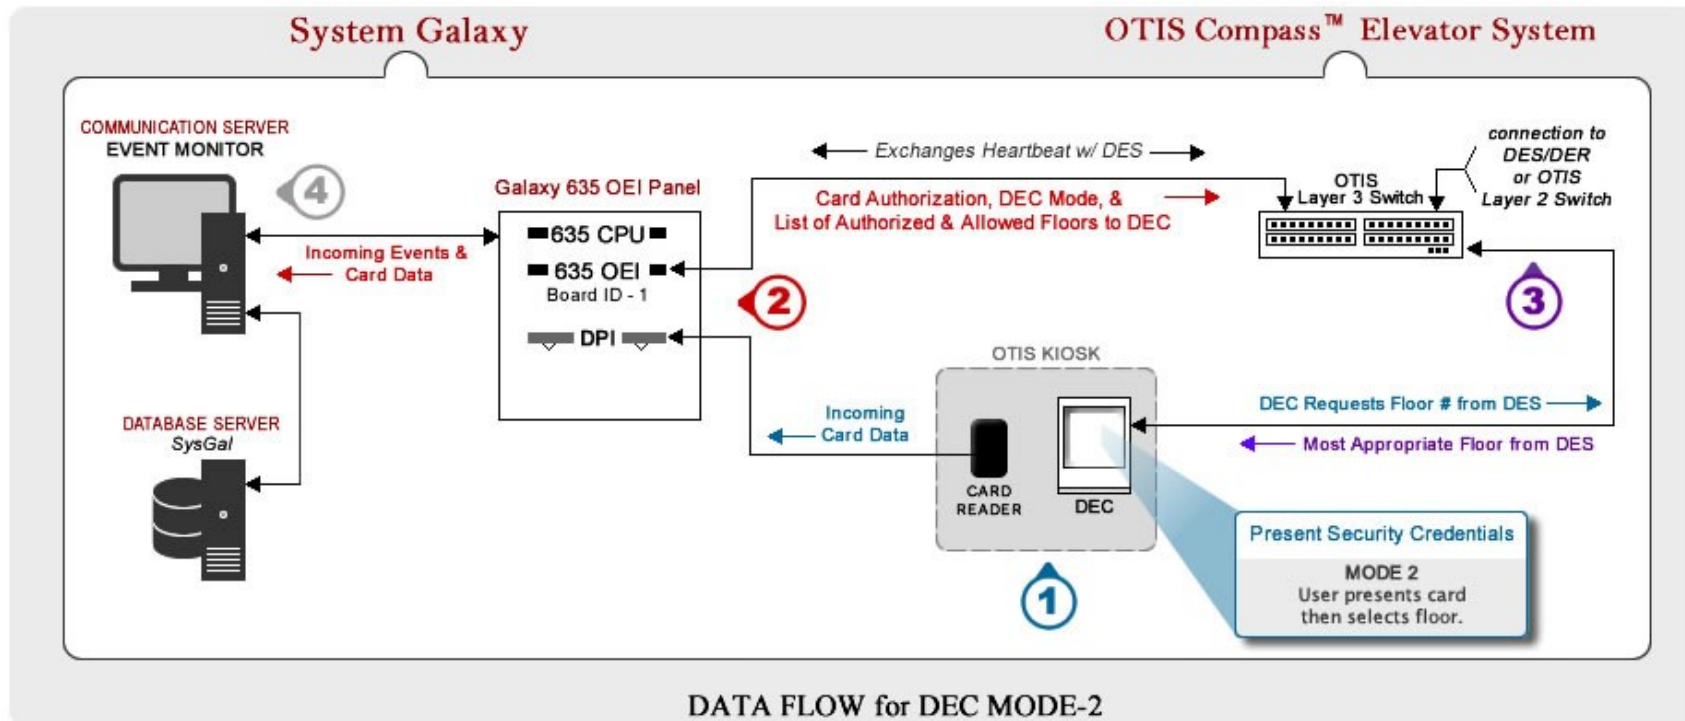 System Galaxy
OTIS Compass™ Elevator System
COMMUNICATION SERVER
EVENT MONITOR
4
Incoming Events &
Card Data
DATABASE SERVER
SysGal
Galaxy 635 OEI Panel
635 CPU
635 OEI
Board ID - 1
DPI
Exchanges Heartbeat w/ DES
Card Authorization, DEC Mode, &
List of Authorized & Allowed Floors to DEC
2
OTIS
Layer 3 Switch
connection to
DES/DER
or OTIS
Layer 2 Switch
3
OTIS KIOSK
Incoming
Card Data
CARD
READER
DEC
1
DEC Requests Floor # from DES
Most Appropriate Floor from DES
Present Security Credentials
MODE 2
User presents card
then selects floor.
DATA FLOW for DEC MODE-2